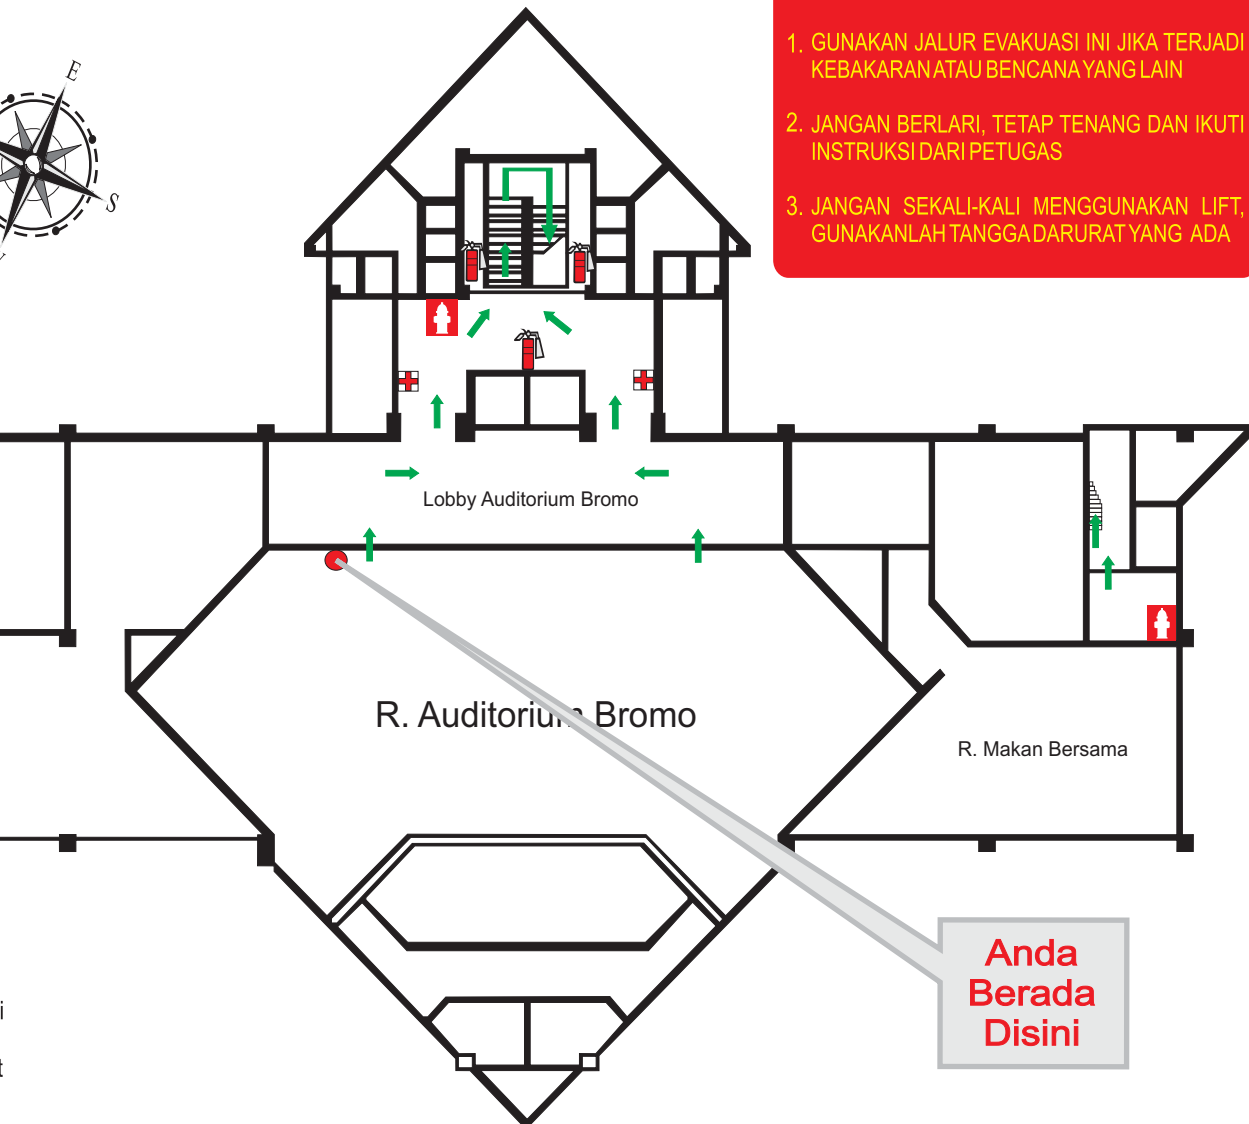 1. GUNAKAN JALUR EVAKUASI INI JIKA TERJADI
KEBAKARAN ATAU BENCANA YANG LAIN
2. JANGAN BERLARI, TETAP TENANG DAN IKUTI
INSTRUKSI DARI PETUGAS
3. JANGAN SEKALI-KALI MENGGUNAKAN LIFT,
GUNAKANLAH TANGGA DARURAT YANG ADA
E
S
Lobby Auditorium Bromo
R. Auditorium Bromo
R. Makan Bersama
Anda
Berada
Disini
i
t